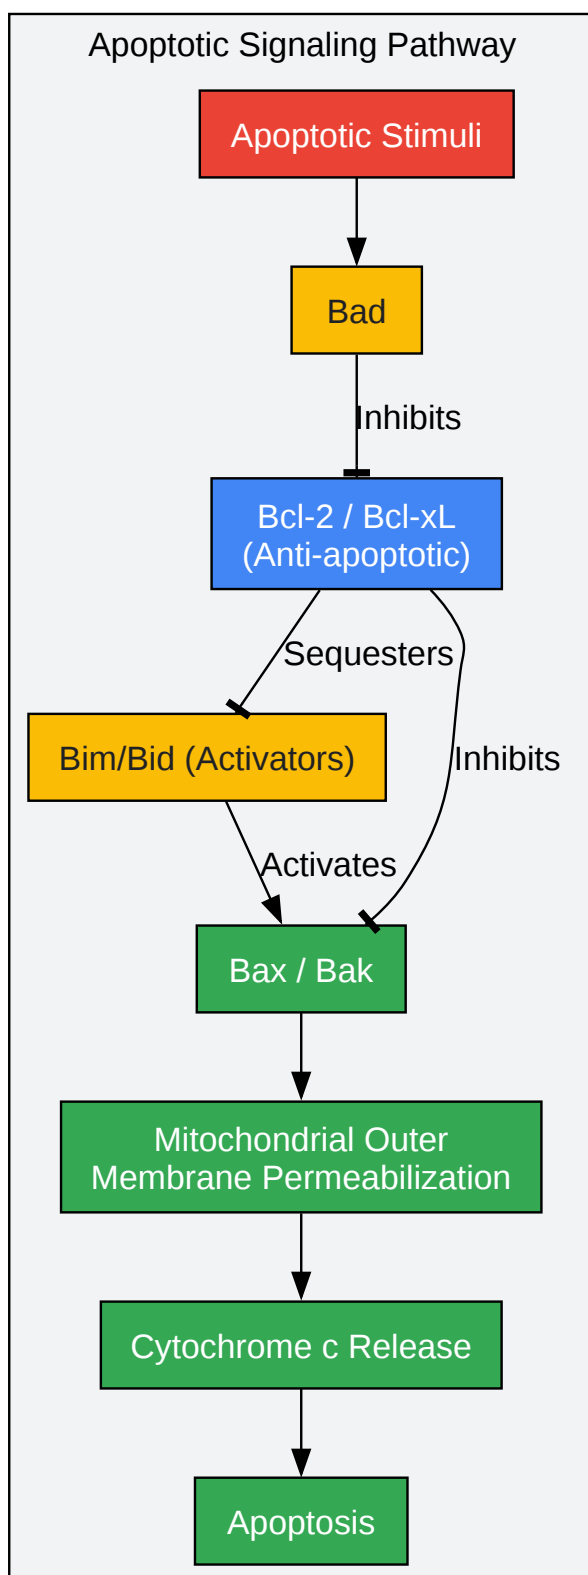 Apoptotic Signaling Pathway
Apoptotic Stimuli
Bad
Inhibits
Bcl-2 / Bcl-xL
(Anti-apoptotic)
Sequesters
Bim/Bid (Activators)
Inhibits
Activates
Bax / Bak
Mitochondrial Outer
Membrane Permeabilization
Cytochrome c Release
Apoptosis